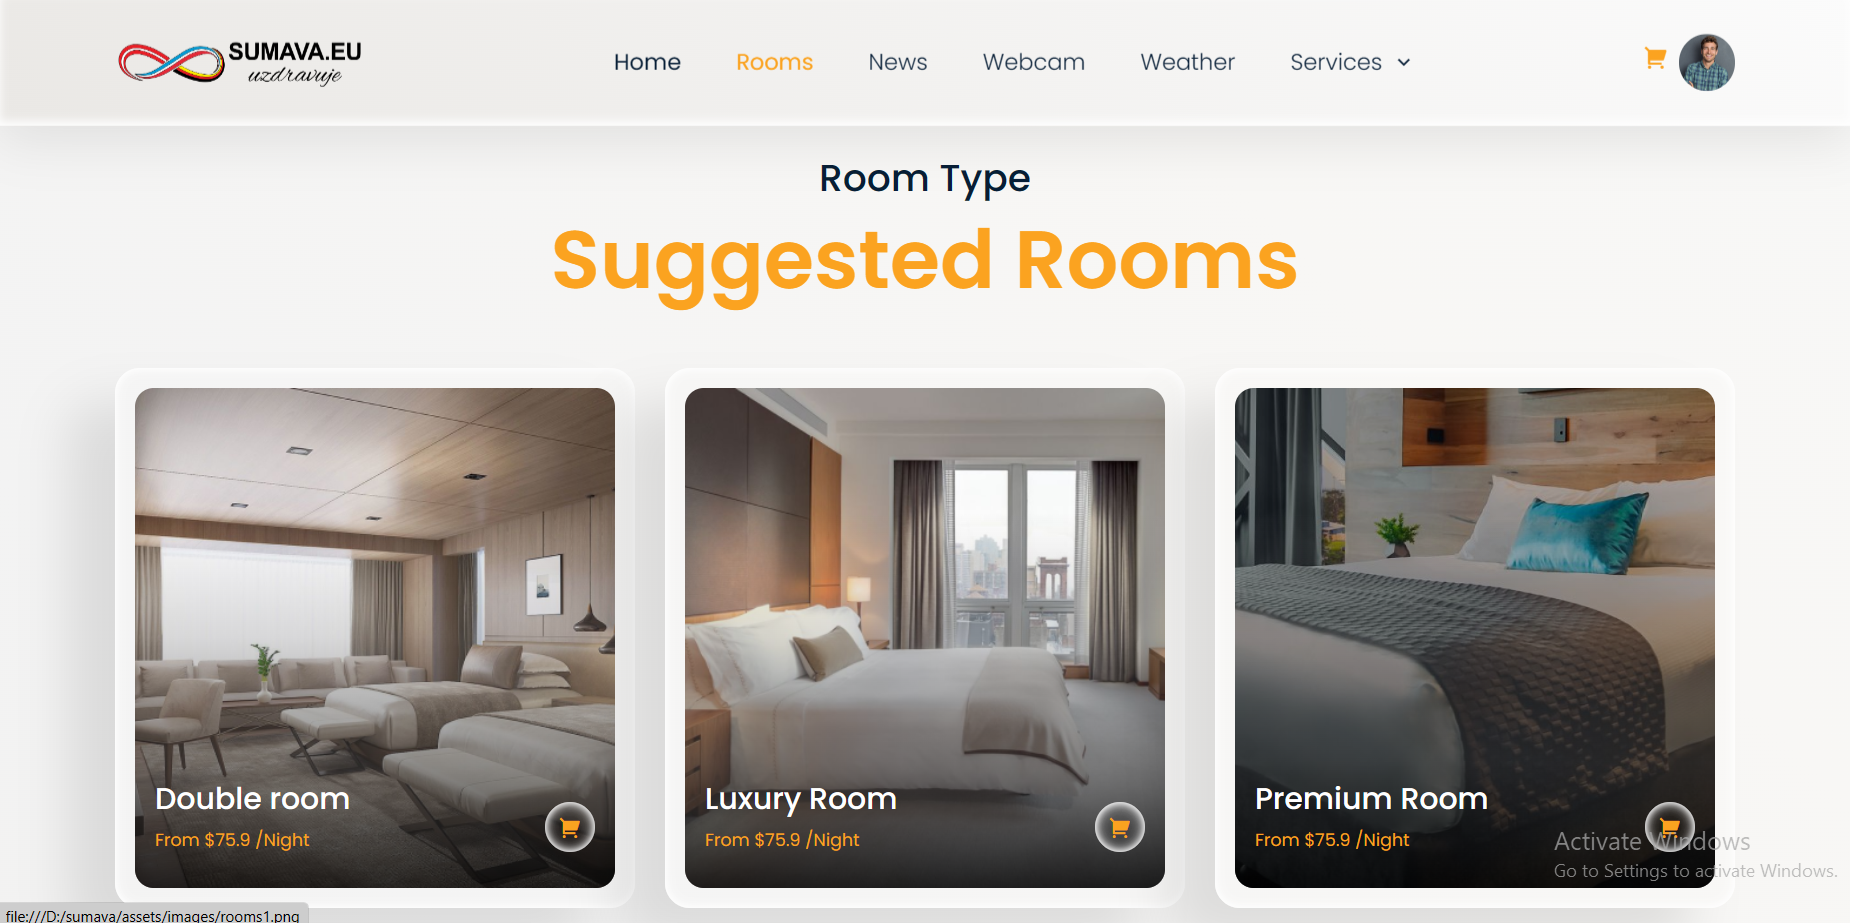 SUMAVA.EU
uzdravuje
Home Rooms News Webcam Weather Services
Room Type
Suggested Rooms
Double room
From $75.9 /Night
Luxury Room
From $75.9 /Night
Premium Room
From $75.9 /Night
Activate Windows
Go to Settings to activate Windows.
file:///D:/sumava/assets/images/rooms1.png